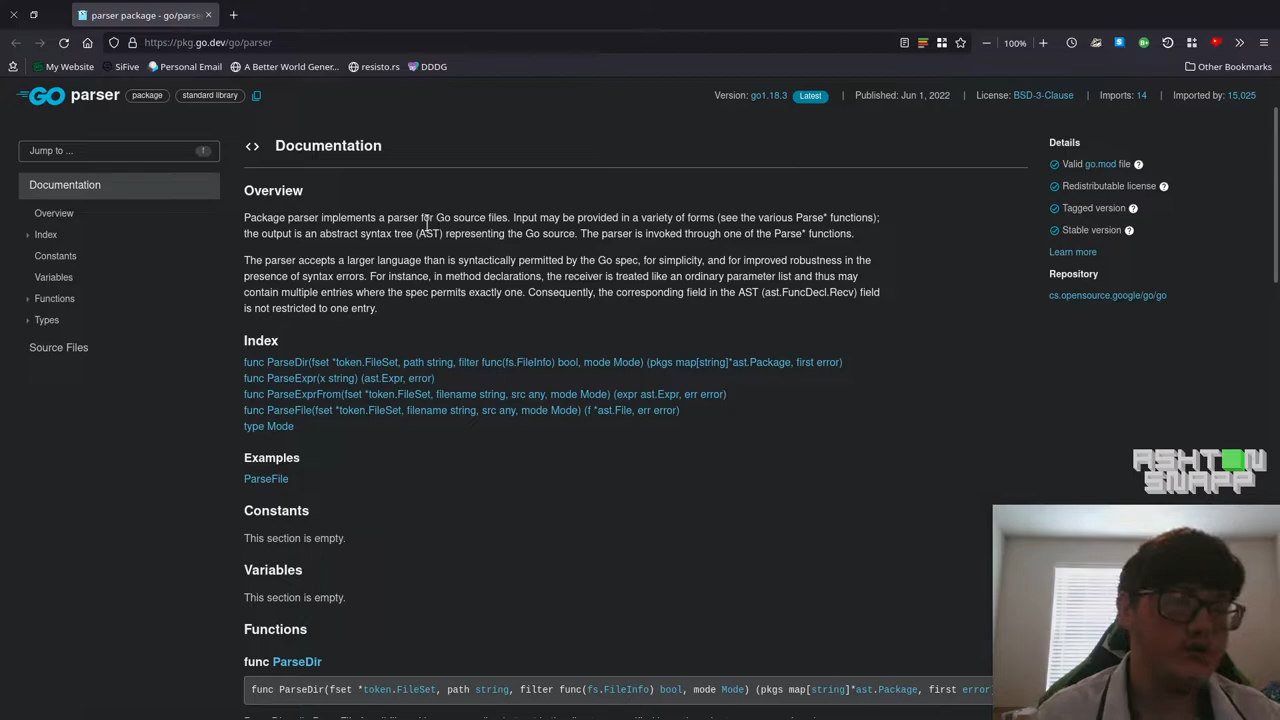 parser package - go/parse
https://pkg.go.dev/go/parser
100%
My Website
SiFive
Personal Email
A Better World Gener...
resisto.rs
DDDG
Other Bookmarks
GO parser
package
standard library
Version: go1.18.3
Latest
Published: Jun 1, 2022
License: BSD-3-Clause
Imports: 14
Imported by: 15,025
Jump to ...
f
Documentation
Overview
Index
Constants
Variables
Functions
Types
Source Files
Documentation
Overview
Package parser implements a parser for Go source files. Input may be provided in a variety of forms (see the various Parse* functions);
the output is an abstract syntax tree (AST) representing the Go source. The parser is invoked through one of the Parse* functions.
The parser accepts a larger language than is syntactically permitted by the Go spec, for simplicity, and for improved robustness in the
presence of syntax errors. For instance, in method declarations, the receiver is treated like an ordinary parameter list and thus may
contain multiple entries where the spec permits exactly one. Consequently, the corresponding field in the AST (ast.FuncDecl.Recv) field
is not restricted to one entry.
Index
func ParseDir(fset *token.FileSet, path string, filter func(fs.FileInfo) bool, mode Mode) (pkgs map[string]*ast.Package, first error)
func ParseExpr(x string) (ast.Expr, error)
func ParseExprFrom(fset *token.FileSet, filename string, src any, mode Mode) (expr ast.Expr, err error)
func ParseFile(fset *token.FileSet, filename string, src any, mode Mode) (f *ast.File, err error)
type Mode
Examples
ParseFile
Constants
This section is empty.
Variables
This section is empty.
Functions
func ParseDir
func ParseDir(fset *token.FileSet, path string, filter func(fs.FileInfo) bool, mode Mode) (pkgs map[string]*ast.Package, first error
Details
Valid go.mod file
Redistributable license
Tagged version
Stable version
Learn more
Repository
cs.opensource.google/go/go
ASHTON
SNAPP